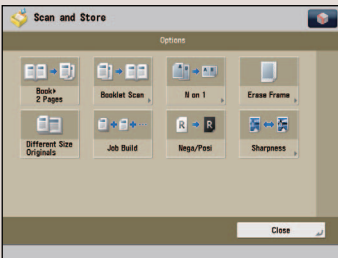 Scan and Store
Options
Book▸
2 Pages
Booklet Scan
N on 1
Erase Frame
Different Size
Originals
Job Build
R
R
Nega/Posi
Sharpness
Close